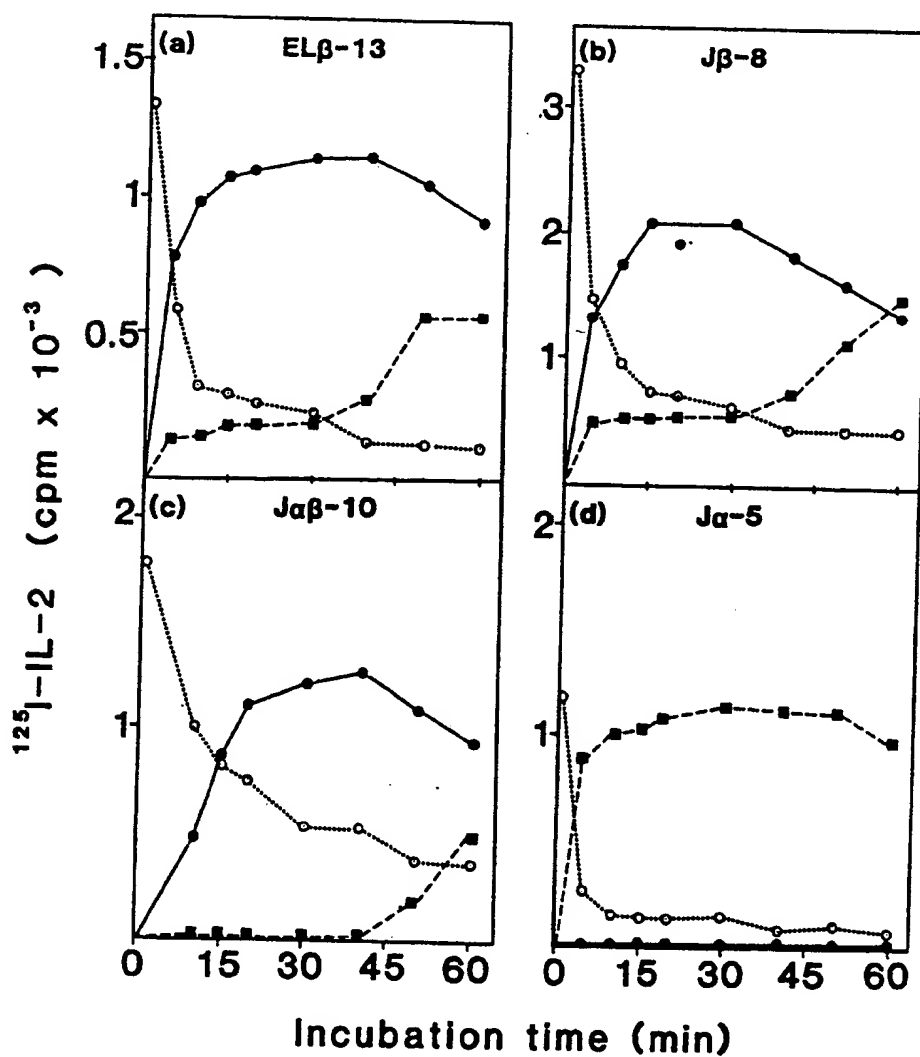 (a) ELβ-13
(b) Jβ-8
1.5
1
0.5
3
2
1
¹²⁵I-IL-2 (cpm x 10⁻³)
(c) Jαβ-10
(d) Jα-5
2
1
2
1
0 15 30 45 60
0 15 30 45 60
Incubation time (min)